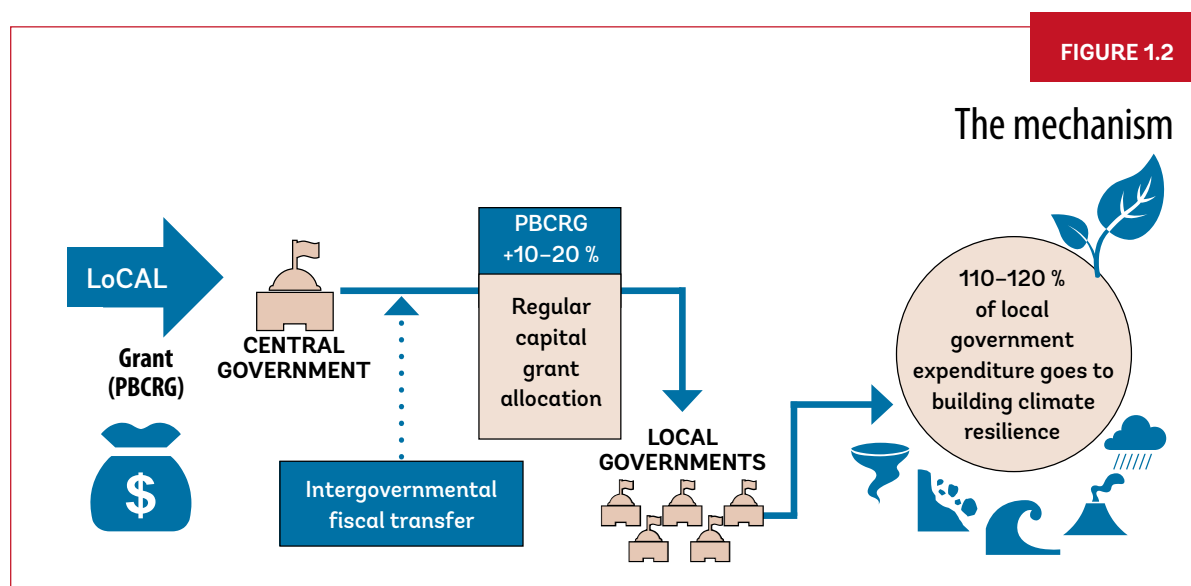 FIGURE 1.2
The mechanism
LoCAL
Grant
(PBCRG)
$
CENTRAL
GOVERNMENT
Intergovernmental
fiscal transfer
PBCRG
+10–20 %
Regular
capital
grant
allocation
LOCAL
GOVERNMENTS
110–120 %
of local
government
expenditure goes to
building climate
resilience